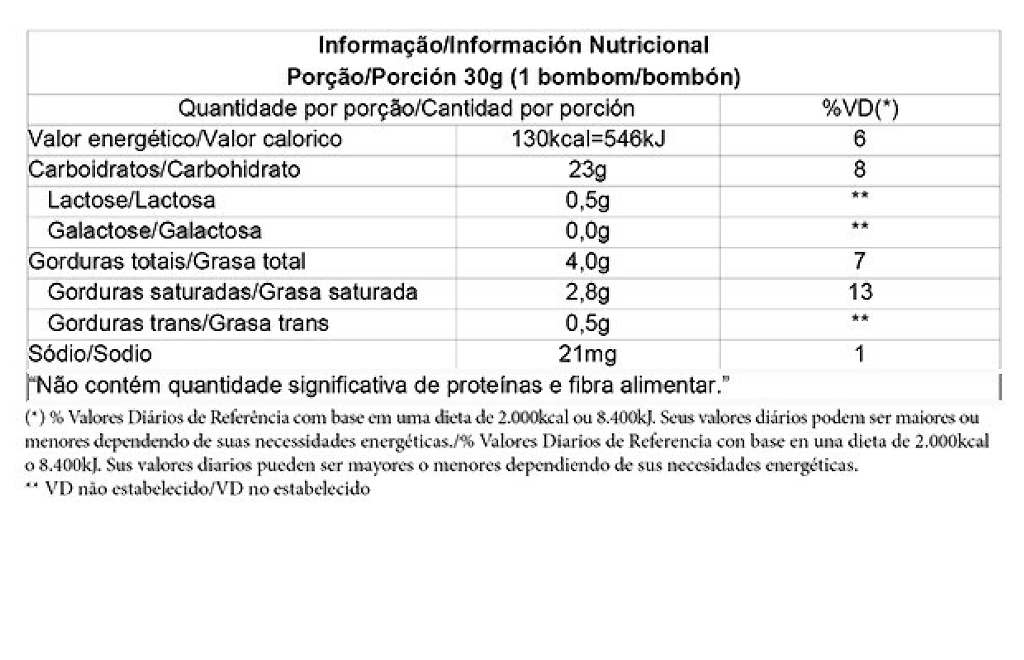 Informação/Información Nutricional
Porção/Porción 30g (1 bombom/bombón)
Quantidade por porção/Cantidad por porción %VD(*)
Valor energético/Valor calorico 130kcal=546kJ 6
Carboidratos/Carbohidrato 23g 8
Lactose/Lactosa 0,5g **
Galactose/Galactosa 0,0g **
Gorduras totais/Grasa total 4,0g 7
Gorduras saturadas/Grasa saturada 2,8g 13
Gorduras trans/Grasa trans 0,5g **
Sódio/Sodio 21mg 1
“Não contém quantidade significativa de proteínas e fibra alimentar.”
(*) % Valores Diários de Referência com base em uma dieta de 2.000kcal ou 8.400kJ. Seus valores diários podem ser maiores ou
menores dependendo de suas necessidades energéticas./% Valores Diarios de Referencia con base en una dieta de 2.000kcal
o 8.400kJ. Sus valores diarios pueden ser mayores o menores dependiendo de sus necesidades energéticas.
** VD não estabelecido/VD no estabelecido